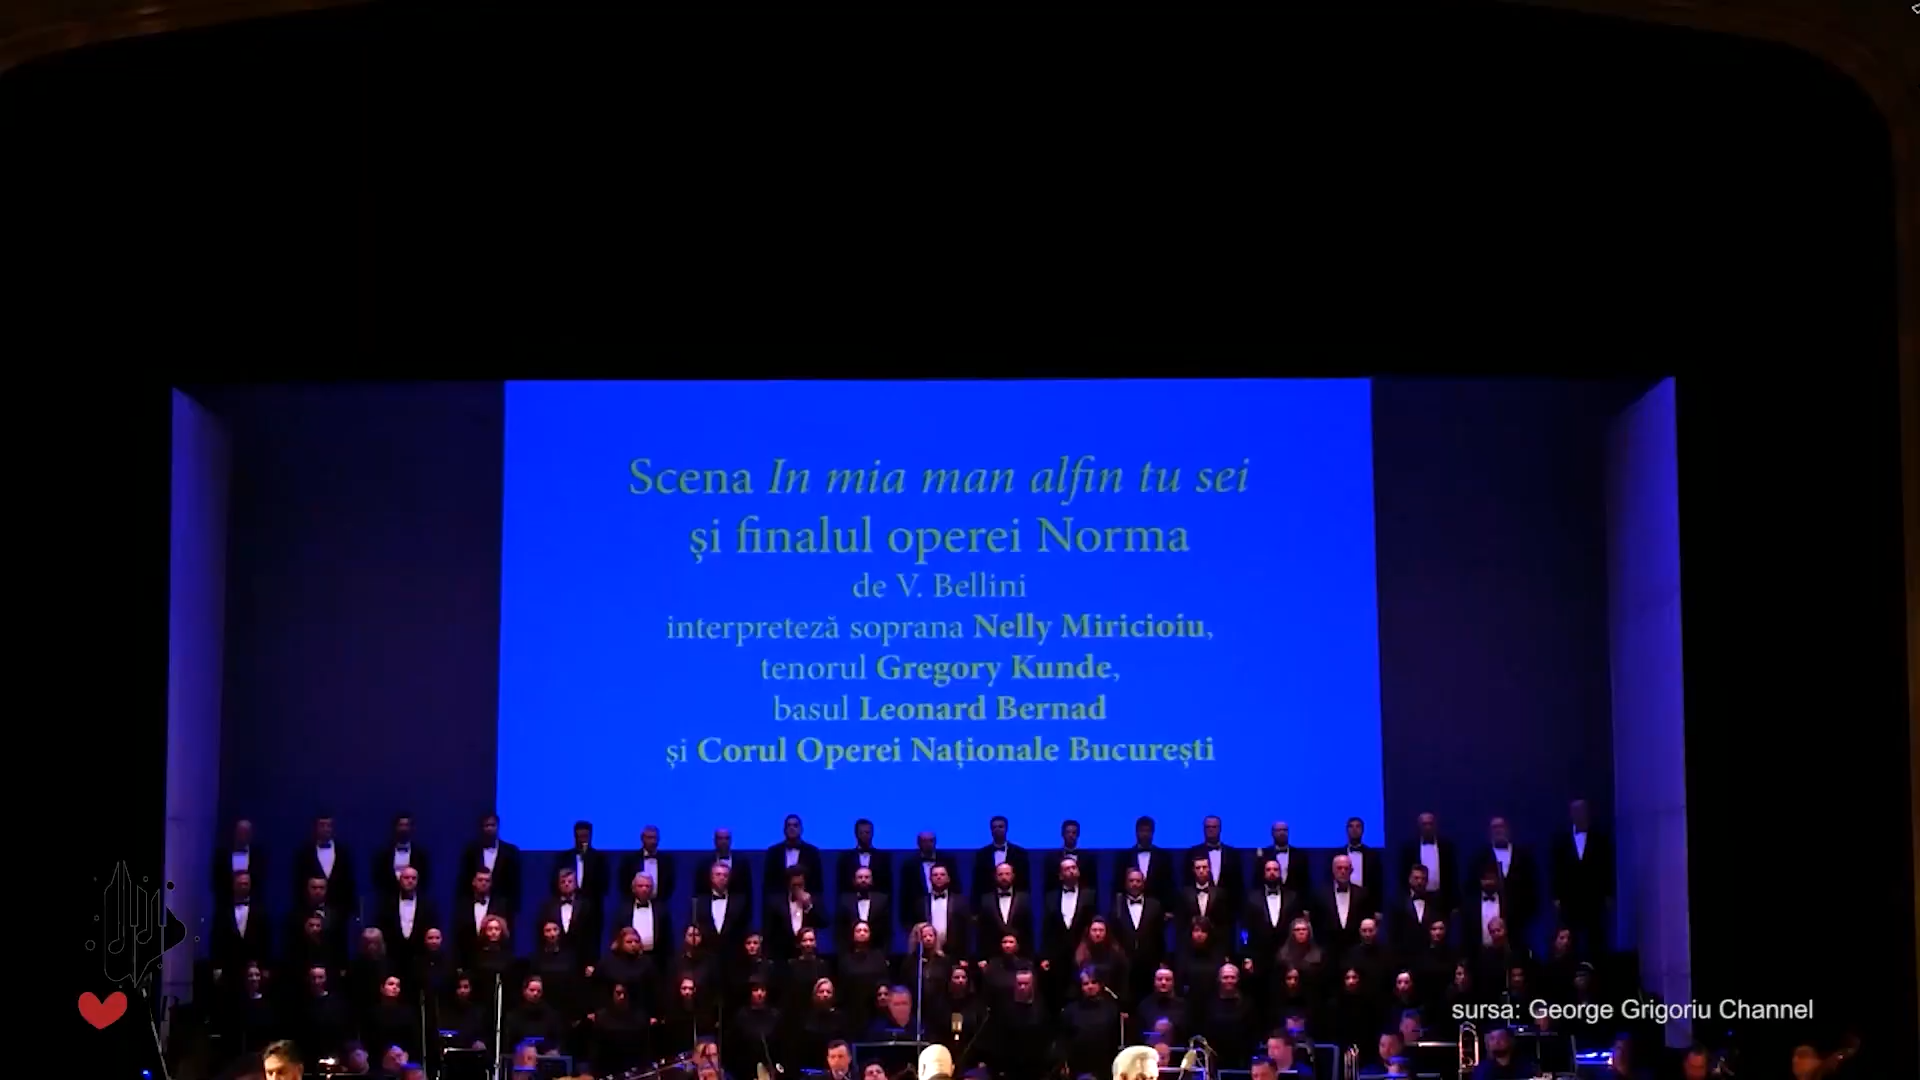 Scena In mia man alfin tu sei
și finalul operei Norma
de V. Bellini
interpreteză soprana Nelly Miricioiu,
tenorul Gregory Kunde,
basul Leonard Bernad
și Corul Operei Naționale București
sursa: George Grigoriu Channel